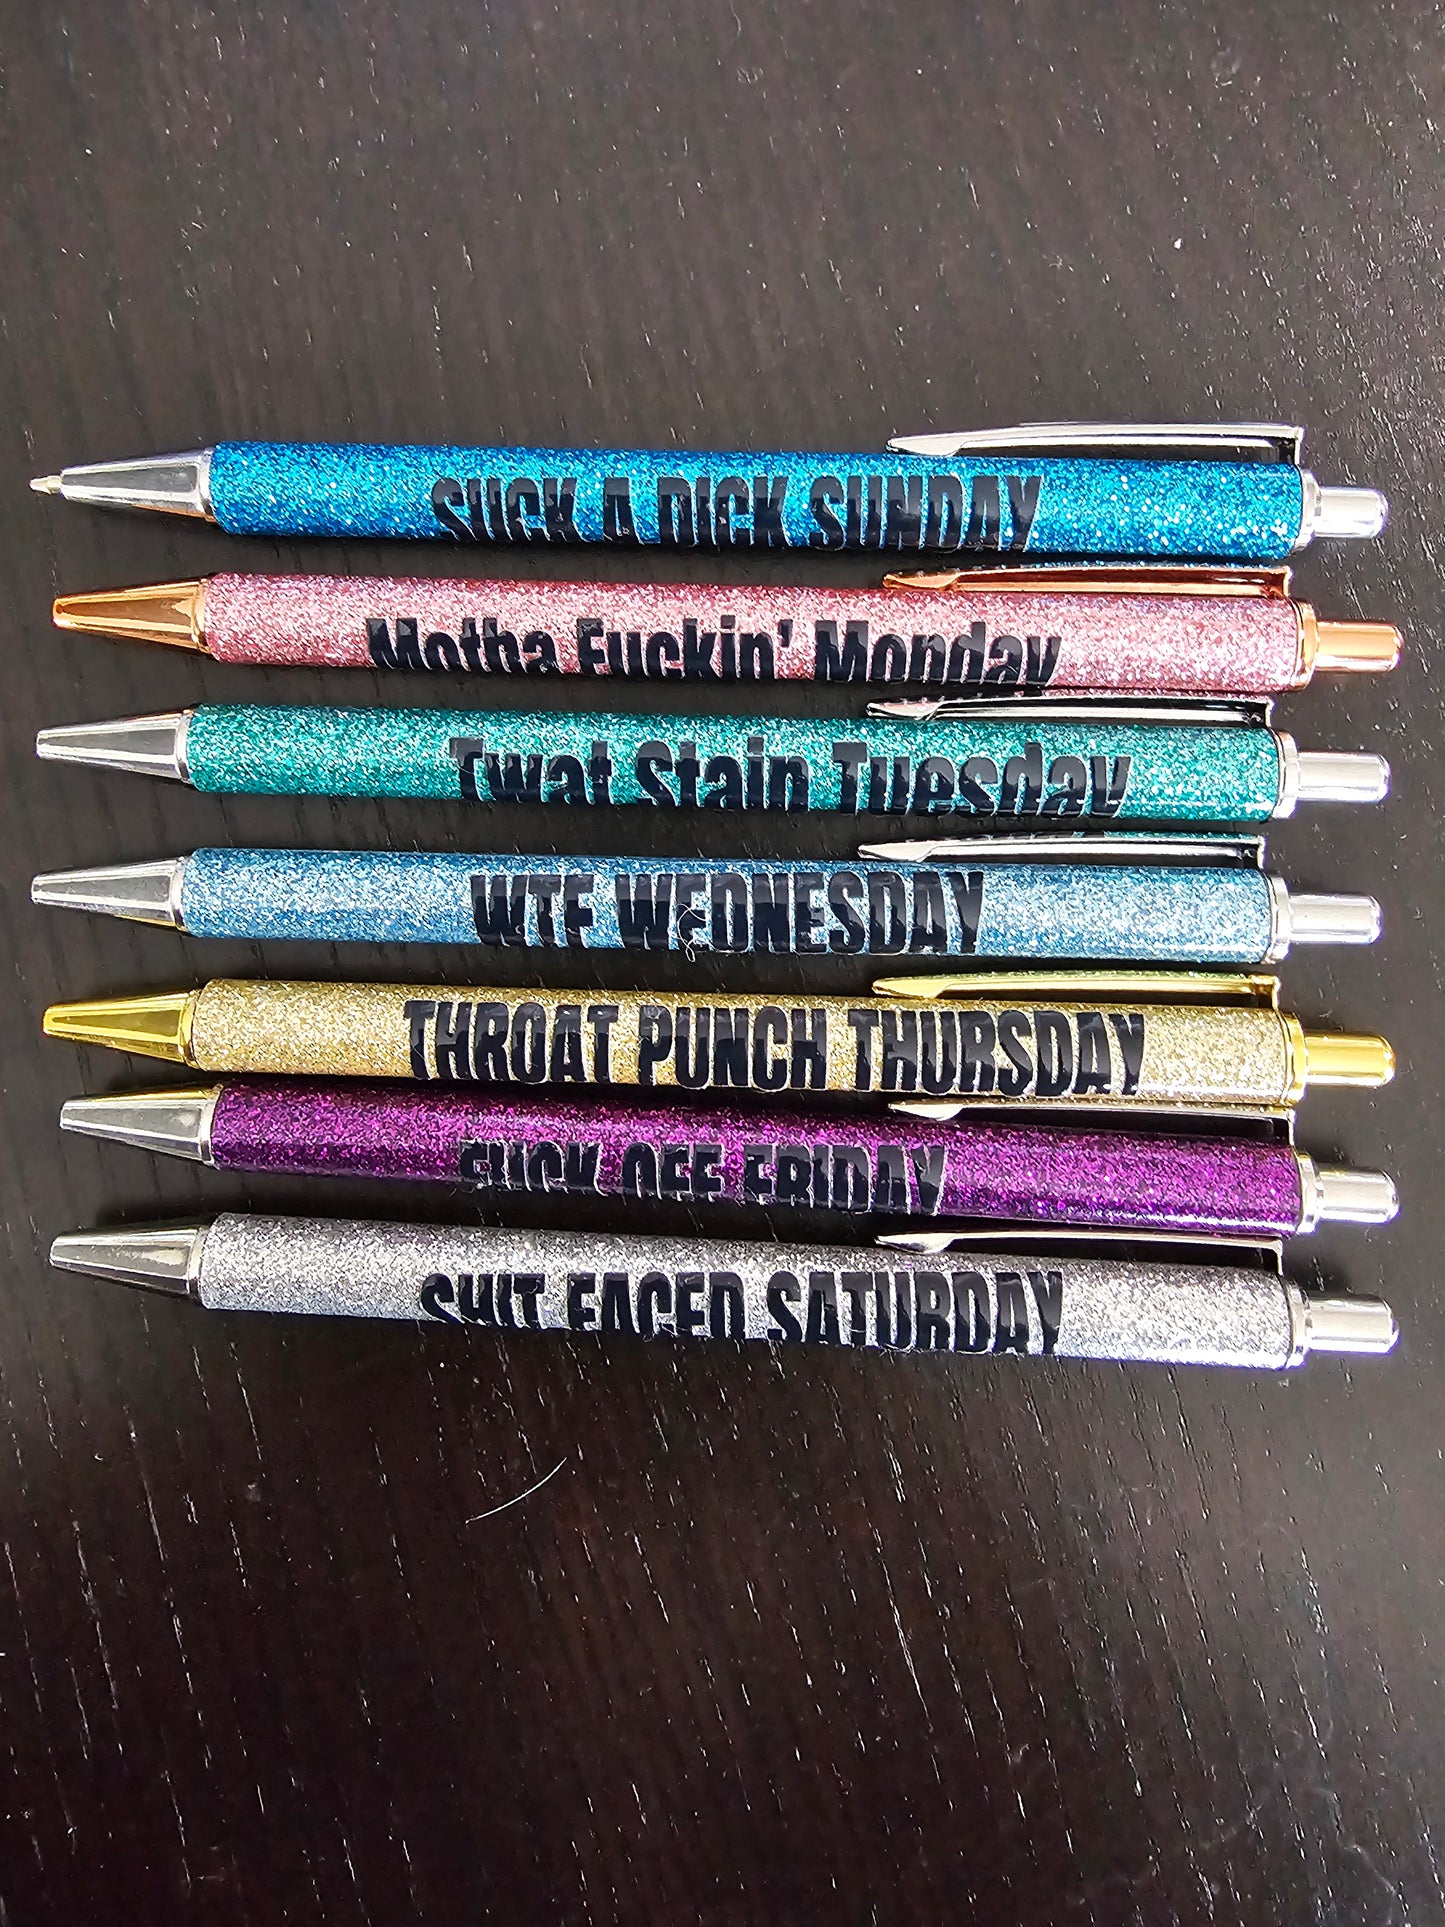 SUCK A DICK SUNDAY
Motha Fuckin' Monday
Twat Stain Tuesday
WTF WEDNESDAY
THROAT PUNCH THURSDAY
FUCK OFF FRIDAY
SHIT FACED SATURDAY